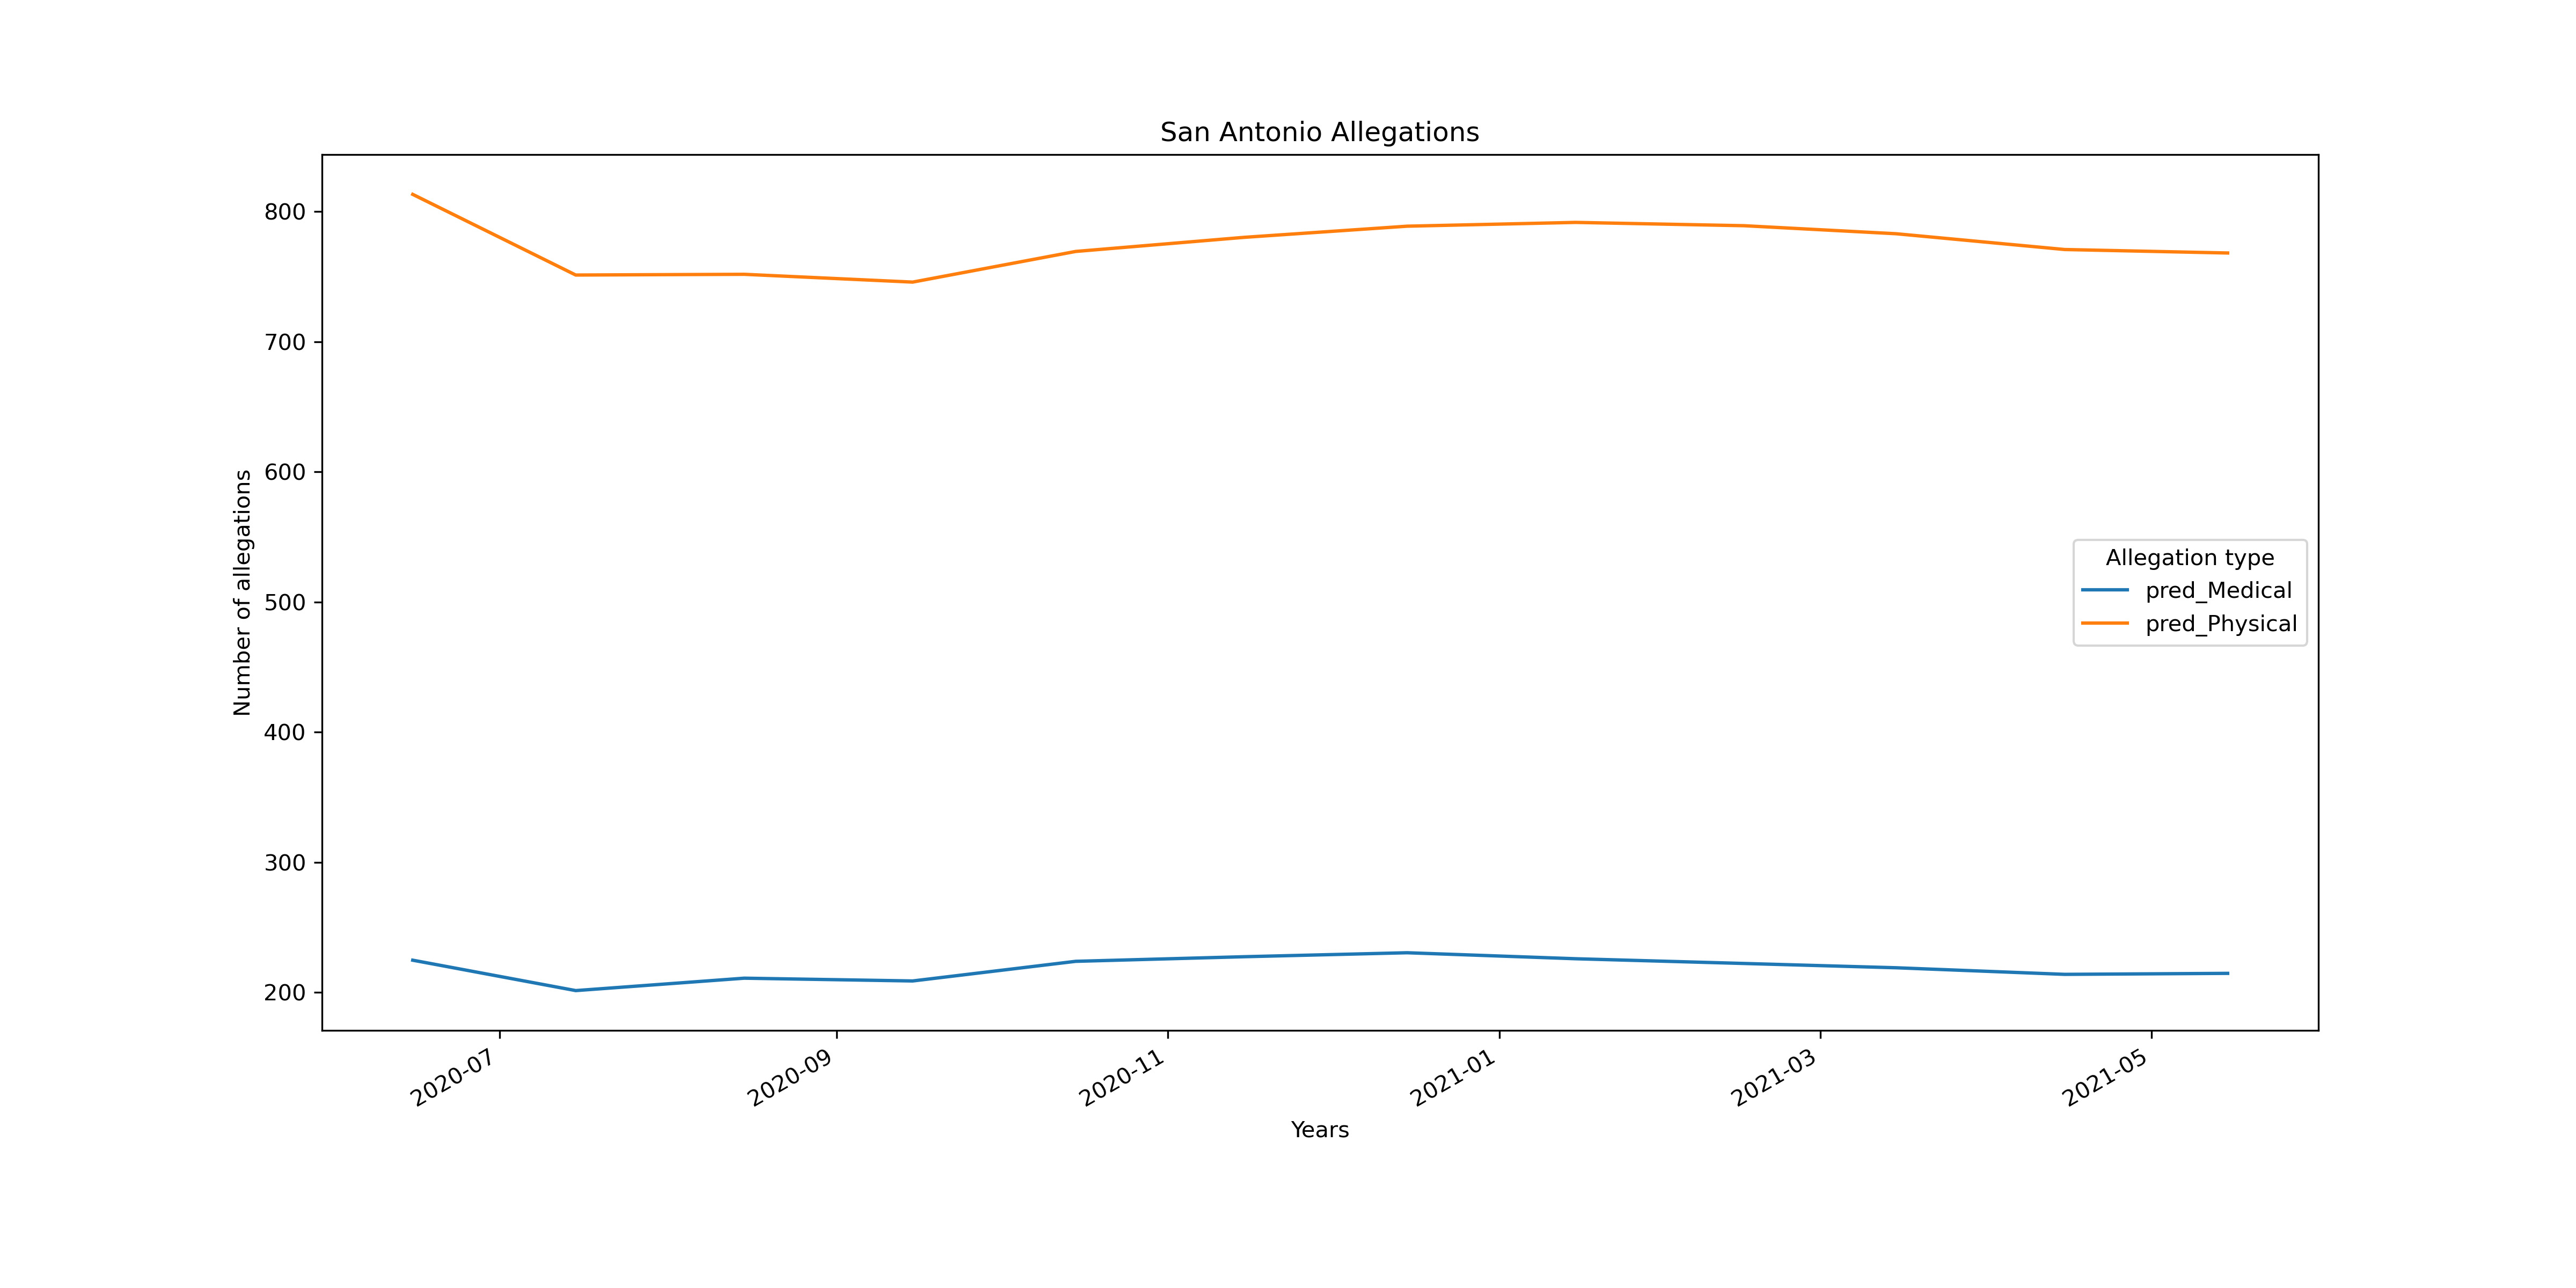 San Antonio Allegations
Number of allegations
800
700
600
500
400
300
200
Allegation type
pred_Medical
pred_Physical
2020-07
2020-09
2020-11
2021-01
2021-03
2021-05
Years